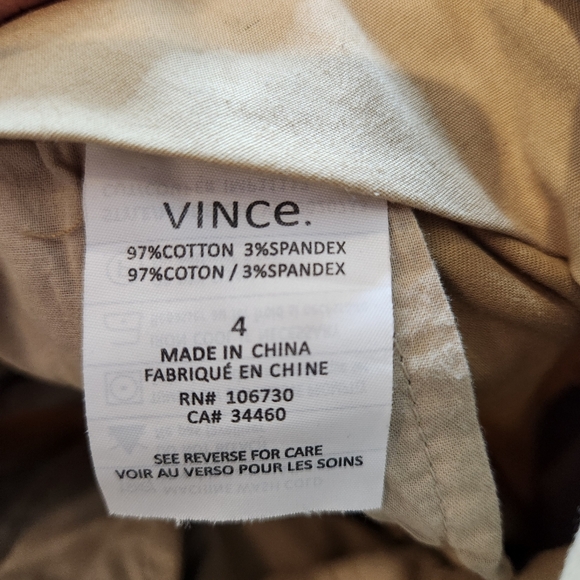 VINCe.
97%COTTON 3%SPANDEX
97%COTON / 3%SPANDEX
4
MADE IN CHINA
FABRIQUÉ EN CHINE
RN# 106730
CA# 34460
SEE REVERSE FOR CARE
VOIR AU VERSO POUR LES SOINS